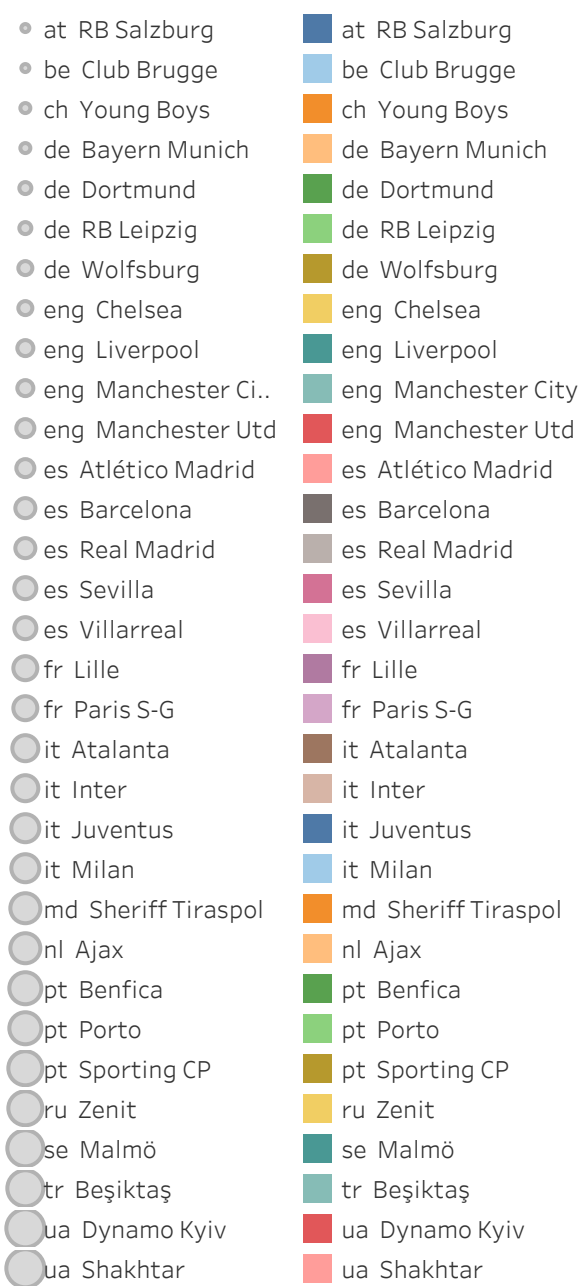 at RB Salzburg at RB Salzburg
be Club Brugge be Club Brugge
ch Young Boys ch Young Boys
de Bayern Munich de Bayern Munich
de Dortmund de Dortmund
de RB Leipzig de RB Leipzig
de Wolfsburg de Wolfsburg
eng Chelsea eng Chelsea
eng Liverpool eng Liverpool
eng Manchester Ci.. eng Manchester City
eng Manchester Utd eng Manchester Utd
es Atlético Madrid es Atlético Madrid
es Barcelona es Barcelona
es Real Madrid es Real Madrid
es Sevilla es Sevilla
es Villarreal es Villarreal
fr Lille fr Lille
fr Paris S-G fr Paris S-G
it Atalanta it Atalanta
it Inter it Inter
it Juventus it Juventus
it Milan it Milan
md Sheriff Tiraspol md Sheriff Tiraspol
nl Ajax nl Ajax
pt Benfica pt Benfica
pt Porto pt Porto
pt Sporting CP pt Sporting CP
ru Zenit ru Zenit
se Malmö se Malmö
tr Beşiktaş tr Beşiktaş
ua Dynamo Kyiv ua Dynamo Kyiv
ua Shakhtar ua Shakhtar